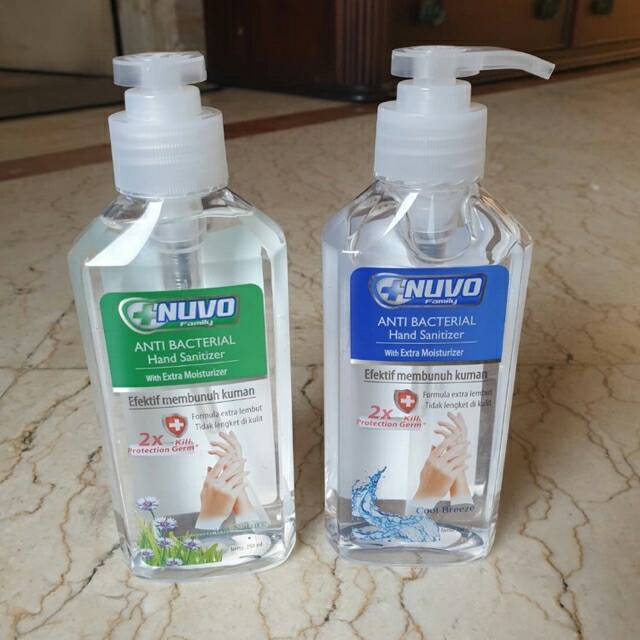 NUVO
Family
ANTI BACTERIAL
Hand Sanitizer
With Extra Moisturizer
Efektif membunuh kuman
Formula extra lembut
Tidak lengket di kulit
2x Kill
Protection Germ
NUVO
Family
ANTI BACTERIAL
Hand Sanitizer
With Extra Moisturizer
Efektif membunuh kuman
Formula extra lembut
Tidak lengket di kulit
2x Kill
Protection Germ
Cool Breeze